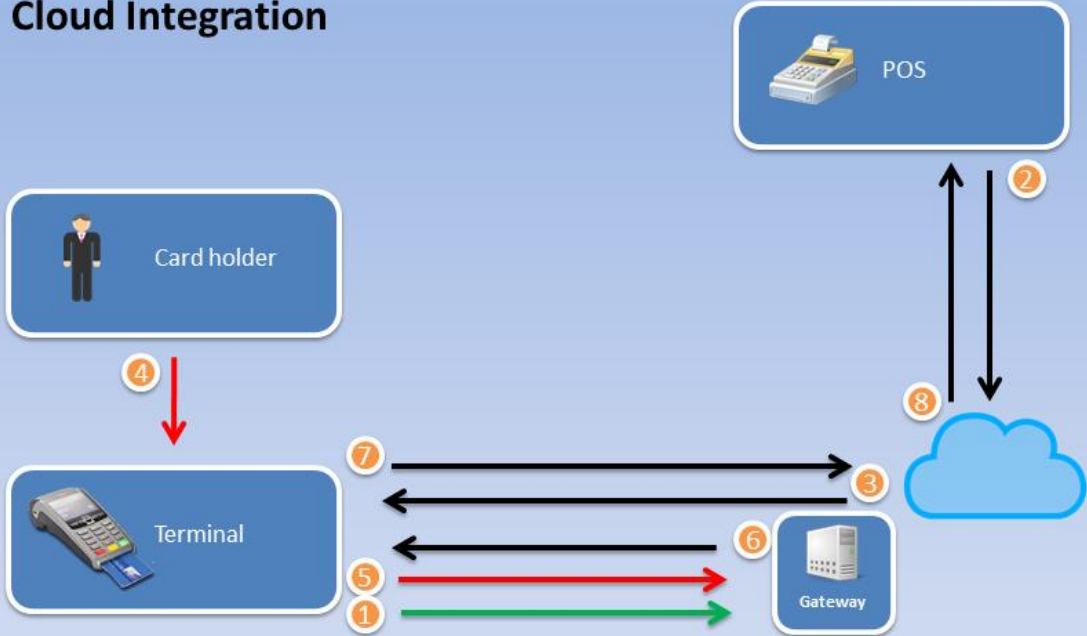 Cloud Integration
POS
2
Card holder
4
8
7
3
Terminal
6
5
Gateway
1